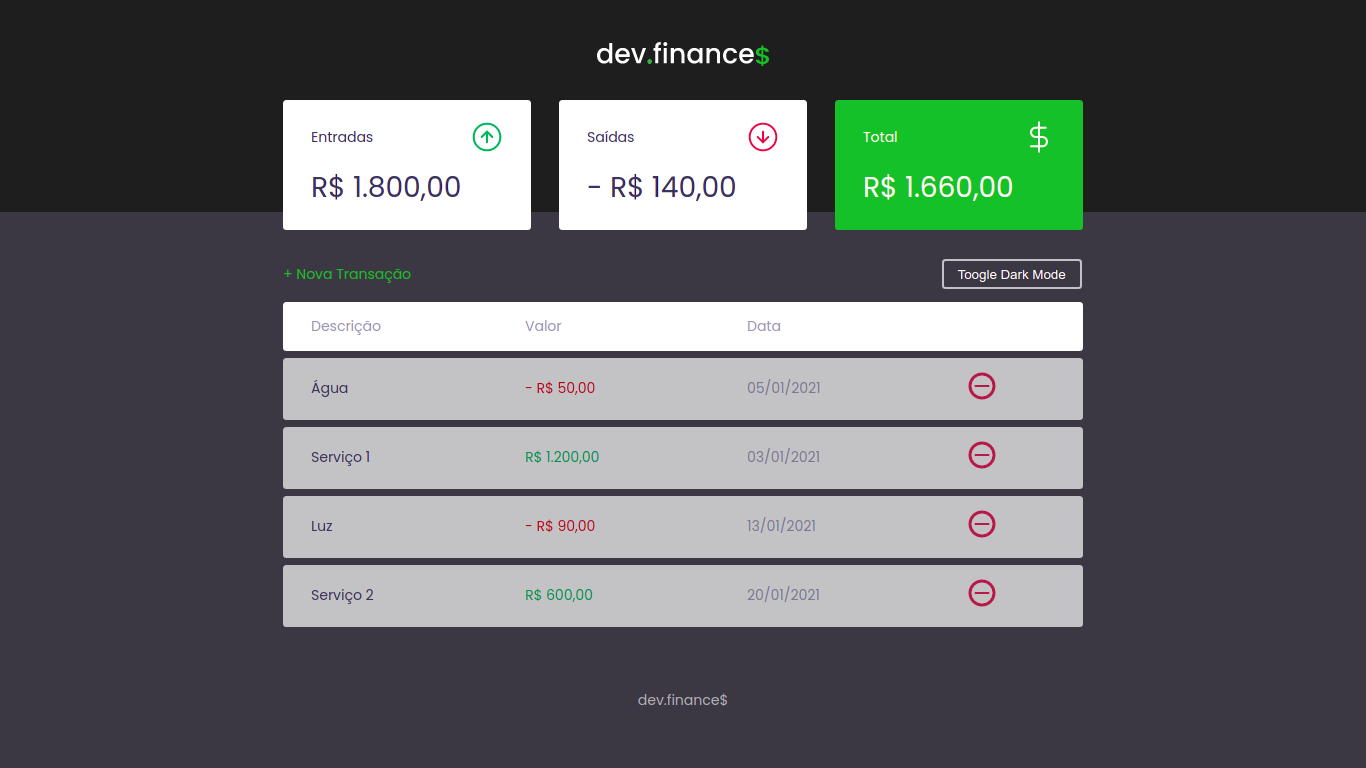 dev.finance$
Entradas
R$ 1.800,00
Saídas
- R$ 140,00
Total
$
R$ 1.660,00
+ Nova Transação
Toogle Dark Mode
Descrição Valor Data
Água - R$ 50,00 05/01/2021
Serviço 1 R$ 1.200,00 03/01/2021
Luz - R$ 90,00 13/01/2021
Serviço 2 R$ 600,00 20/01/2021
dev.finance$